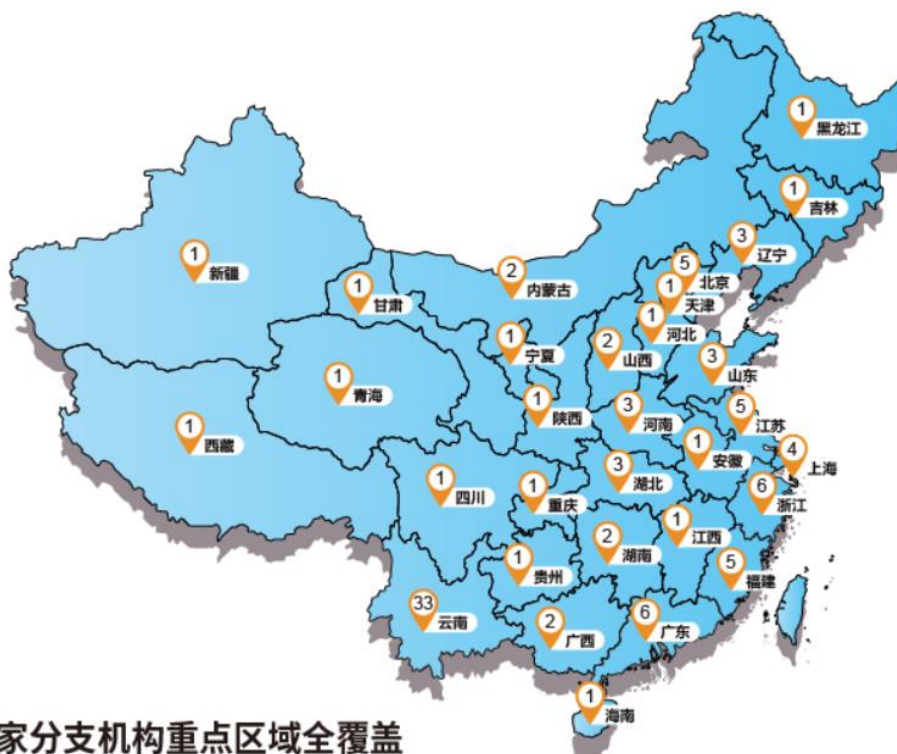 1
黑龙江
1
吉林
3
辽宁
1
新疆
2
内蒙古
5
北京
1
甘肃
1
天津
1
河北
1
宁夏
2
山西
3
山东
1
青海
1
陕西
3
河南
5
江苏
1
西藏
1
安徽
4
上海
1
四川
1
重庆
3
湖北
6
浙江
1
江西
2
湖南
1
贵州
5
福建
33
云南
2
广西
6
广东
1
海南
家分支机构重点区域全覆盖